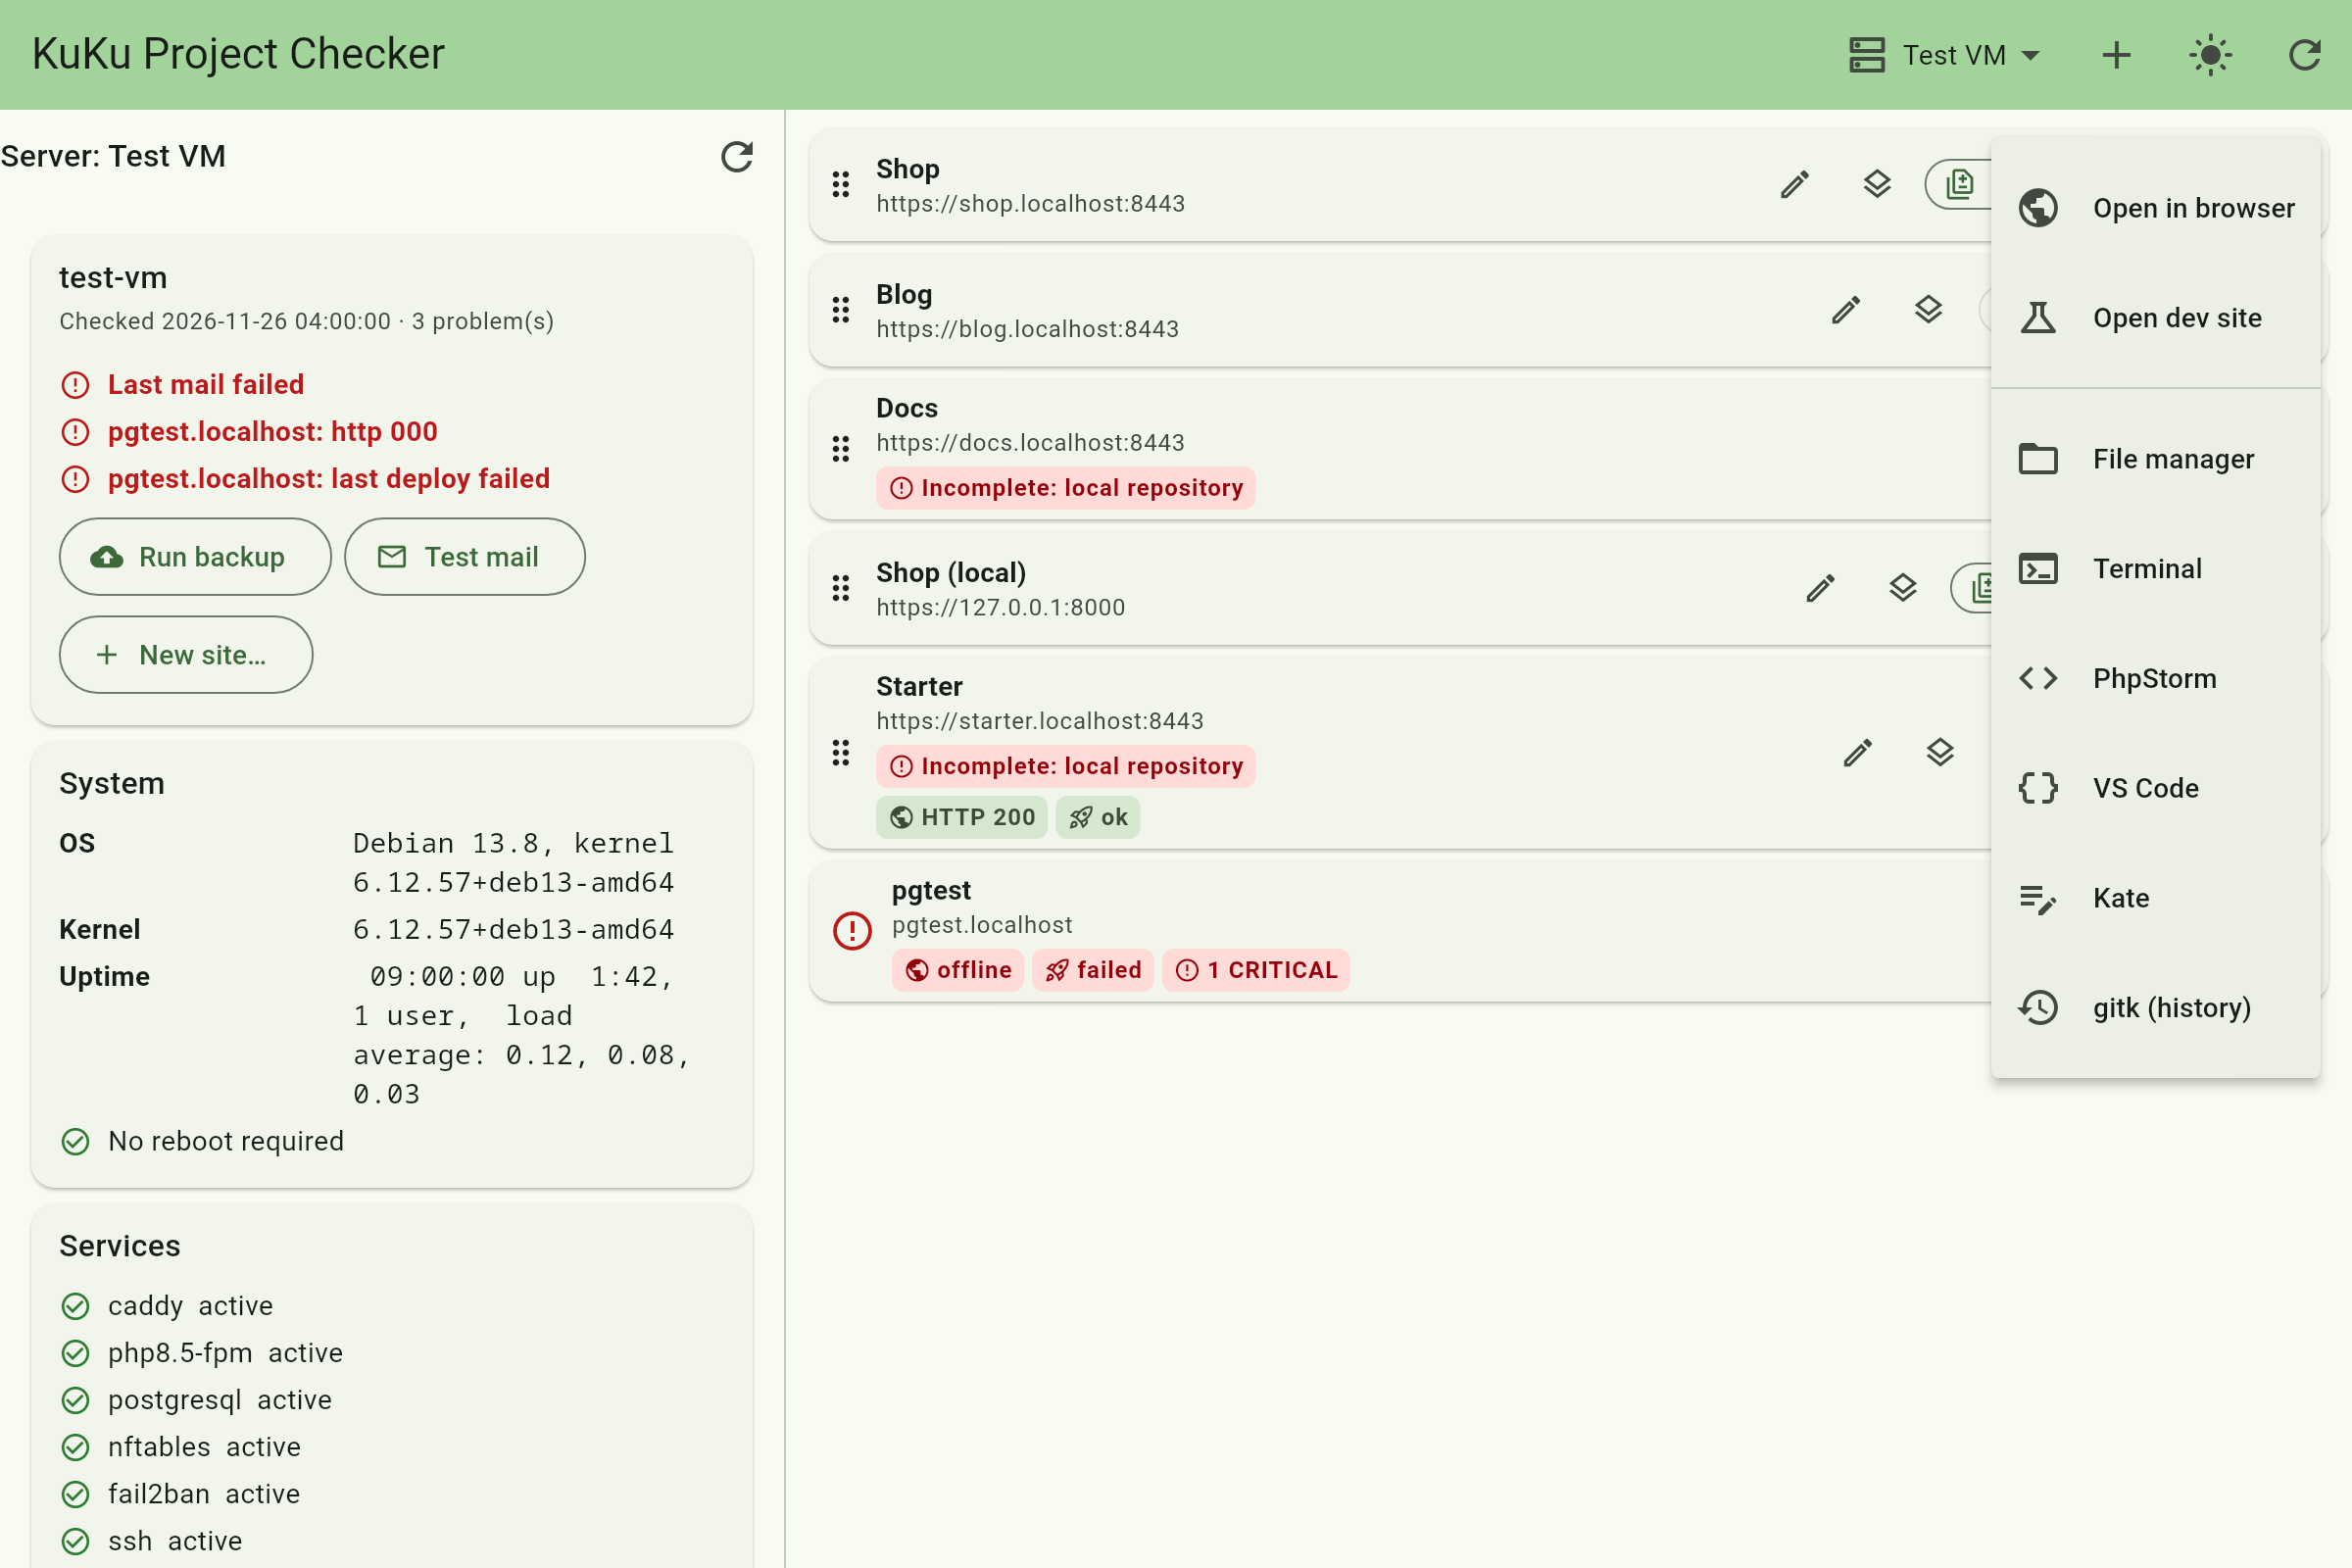 KuKu Project Checker
Test VM
Server: Test VM
test-vm
Checked 2026-11-26 04:00:00 · 3 problem(s)
Last mail failed
pgtest.localhost: http 000
pgtest.localhost: last deploy failed
Run backup
Test mail
New site…
System
OS
Debian 13.8, kernel
6.12.57+deb13-amd64
Kernel
6.12.57+deb13-amd64
Uptime
09:00:00 up  1:42,
1 user,  load
average: 0.12, 0.08,
0.03
No reboot required
Services
caddy active
php8.5-fpm active
postgresql active
nftables active
fail2ban active
ssh active
Shop
https://shop.localhost:8443
Blog
https://blog.localhost:8443
Docs
https://docs.localhost:8443
Incomplete: local repository
Shop (local)
https://127.0.0.1:8000
Starter
https://starter.localhost:8443
Incomplete: local repository
HTTP 200
ok
pgtest
pgtest.localhost
offline
failed
1 CRITICAL
Open in browser
Open dev site
File manager
Terminal
PhpStorm
VS Code
Kate
gitk (history)